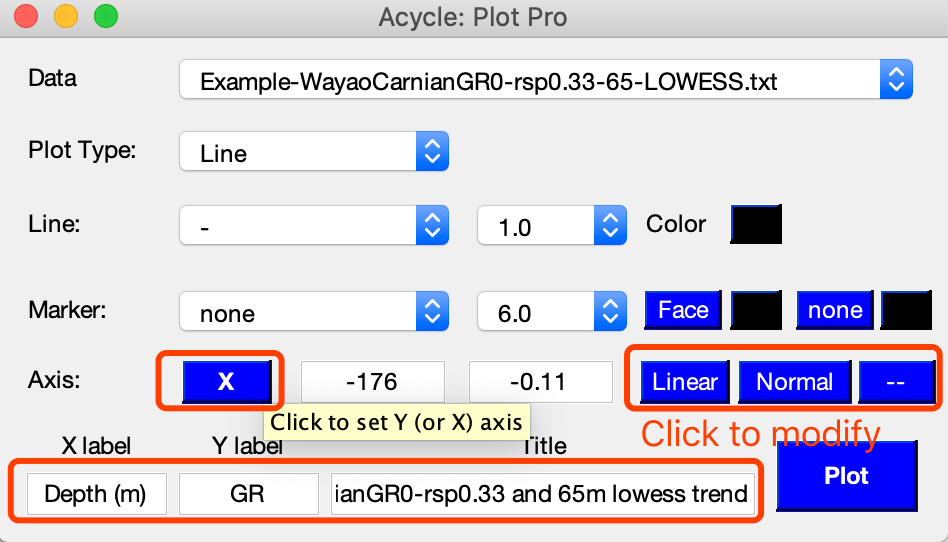 Acycle: Plot Pro
Data Example-WayaoCarnianGR0-rsp0.33-65-LOWESS.txt
Plot Type: Line
Line: - 1.0 Color
Marker: none 6.0 Face none
Axis: X -176 -0.11 Linear Normal --
Click to set Y (or X) axis
Click to modify
X label Y label Title
Depth (m) GR ianGR0-rsp0.33 and 65m lowess trend Plot